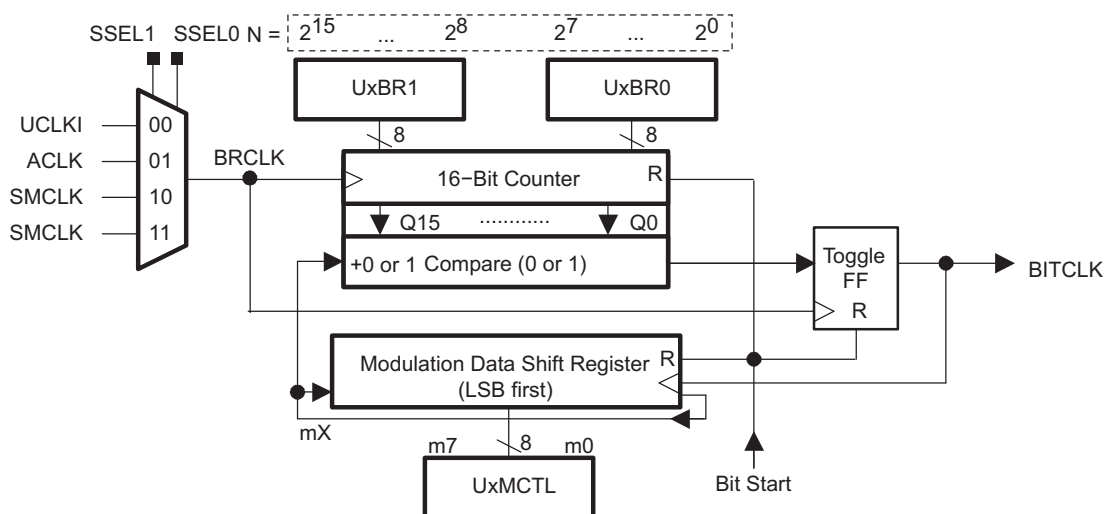 SSEL1 SSEL0 N = 2^15 ... 2^8 2^7 ... 2^0
UxBR1 UxBR0
8 8
UCLKI 00
ACLK 01
SMCLK 10
SMCLK 11
BRCLK
16−Bit Counter R
Q15 ............ Q0
+0 or 1 Compare (0 or 1)
Toggle
FF
R
BITCLK
Modulation Data Shift Register R
(LSB first)
mX
m7 8 m0
UxMCTL
Bit Start